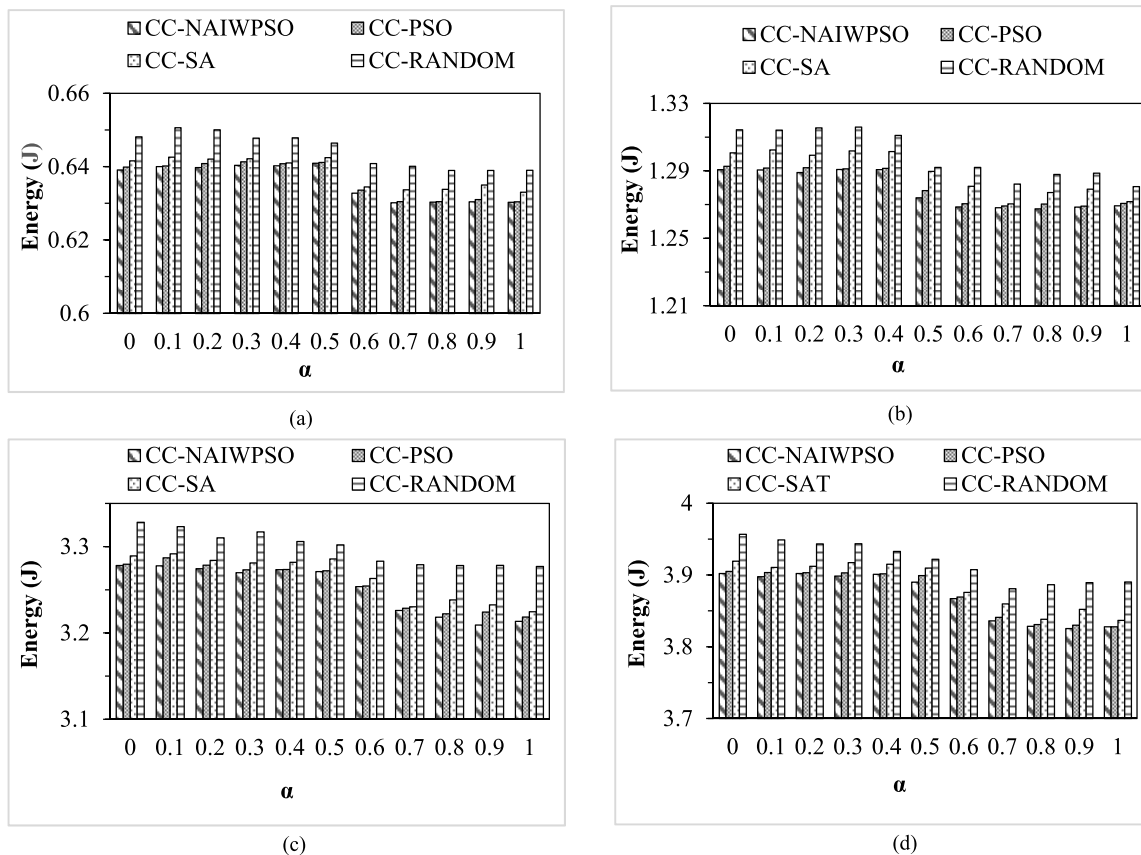 CC-NAIWPSO CC-PSO
CC-SA CC-RANDOM
Energy (J)
0.66
0.64
0.62
0.6
0 0.1 0.2 0.3 0.4 0.5 0.6 0.7 0.8 0.9 1
α
(a)
CC-NAIWPSO CC-PSO
CC-SA CC-RANDOM
Energy (J)
1.33
1.29
1.25
1.21
0 0.1 0.2 0.3 0.4 0.5 0.6 0.7 0.8 0.9 1
α
(b)
CC-NAIWPSO CC-PSO
CC-SA CC-RANDOM
Energy (J)
3.3
3.2
3.1
0 0.1 0.2 0.3 0.4 0.5 0.6 0.7 0.8 0.9 1
α
(c)
CC-NAIWPSO CC-PSO
CC-SAT CC-RANDOM
Energy (J)
4
3.9
3.8
3.7
0 0.1 0.2 0.3 0.4 0.5 0.6 0.7 0.8 0.9 1
α
(d)